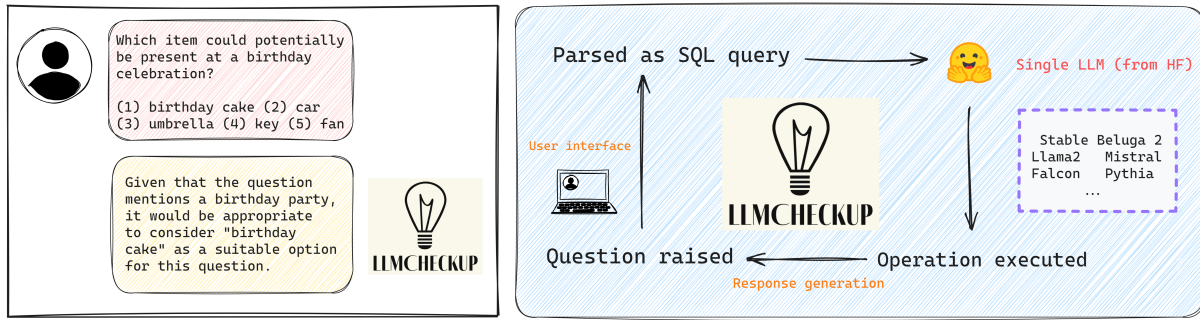 Which item could potentially
be present at a birthday
celebration?
(1) birthday cake (2) car
(3) umbrella (4) key (5) fan
Given that the question
mentions a birthday party,
it would be appropriate
to consider "birthday
cake" as a suitable option
for this question.
LLMCHECKUP
Parsed as SQL query
Single LLM (from HF)
User interface
Stable Beluga 2
Llama2 Mistral
Falcon Pythia
...
LLMCHECKUP
Question raised
Operation executed
Response generation